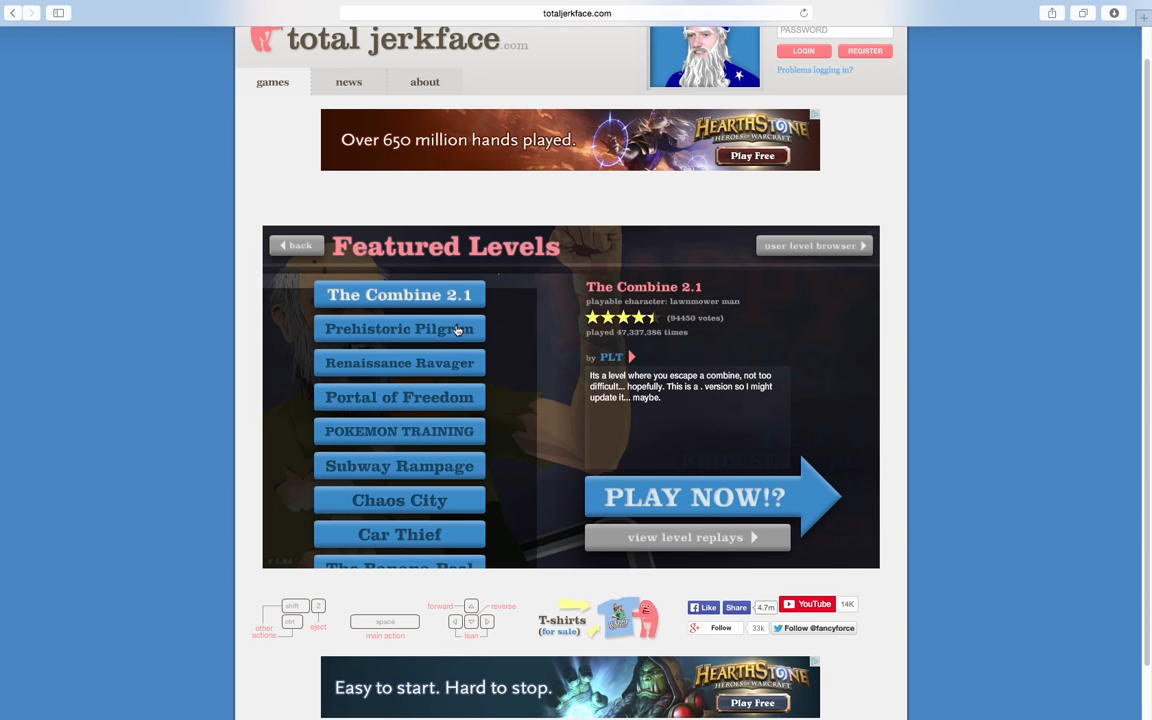 totaljerkface.com
total jerkface.com
PASSWORD
LOGIN
REGISTER
Problems logging in?
games
news
about
Over 650 million hands played.
HEARTHSTONE
HEROES OF WARCRAFT
Play Free
back
Featured Levels
user level browser
The Combine 2.1
Prehistoric Pilgrim
Renaissance Ravager
Portal of Freedom
POKEMON TRAINING
Subway Rampage
Chaos City
Car Thief
The Combine 2.1
playable character: lawnmower man
(94450 votes)
played 47,337,386 times
by PLT
Its a level where you escape a combine, not too
difficult... hopefully. This is a . version so I might
update it... maybe.
PLAY NOW!?
view level replays
shift
Z
ctrl
eject
other
actions
space
main action
forward
reverse
lean
T-shirts
(for sale)
Like
Share
4.7m
YouTube
14K
Follow
33k
Follow @fancyforce
Easy to start. Hard to stop.
HEARTHSTONE
HEROES OF WARCRAFT
Play Free